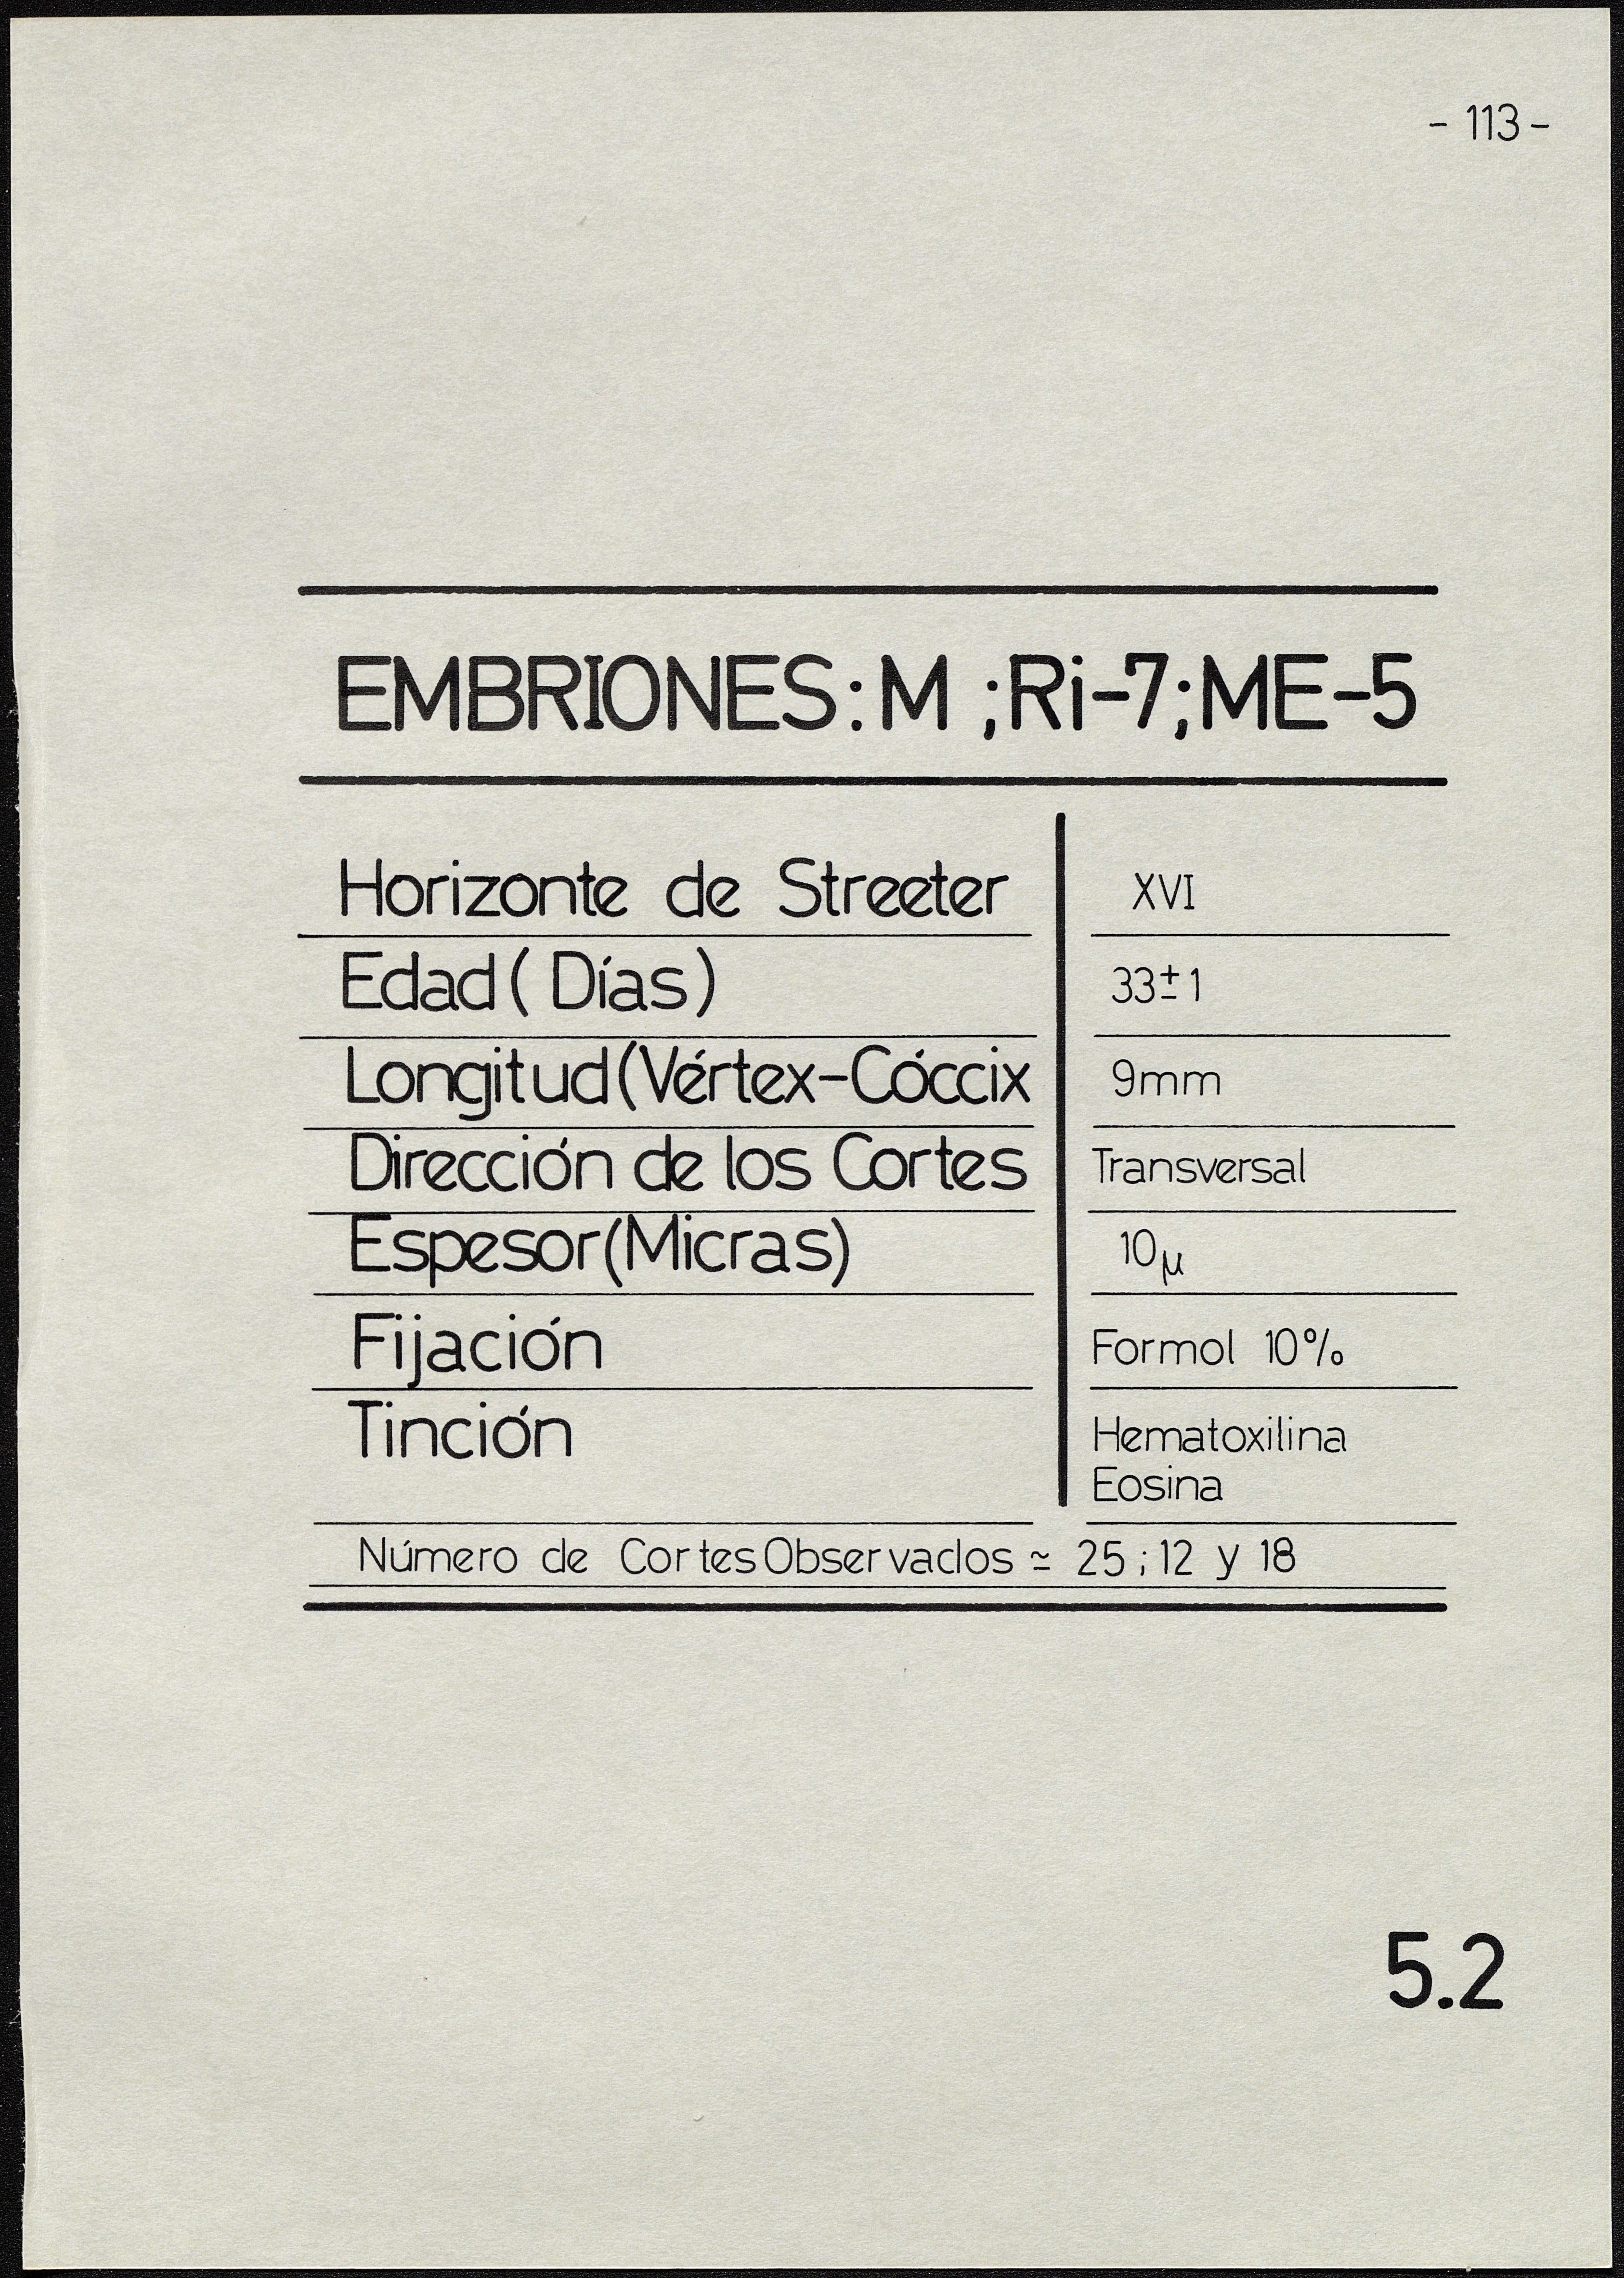 - 113 -
EMBRIONES: M ; Ri-7; ME-5
Horizonte de Streeter XVI
Edad (Días) 33±1
Longitud (Vértex-Cóccix 9mm
Dirección de los Cortes Transversal
Espesor (Micras) 10μ
Fijación Formol 10%
Tinción Hematoxilina
Eosina
Número de Cortes Observados ≃ 25 ; 12 y 18
5.2